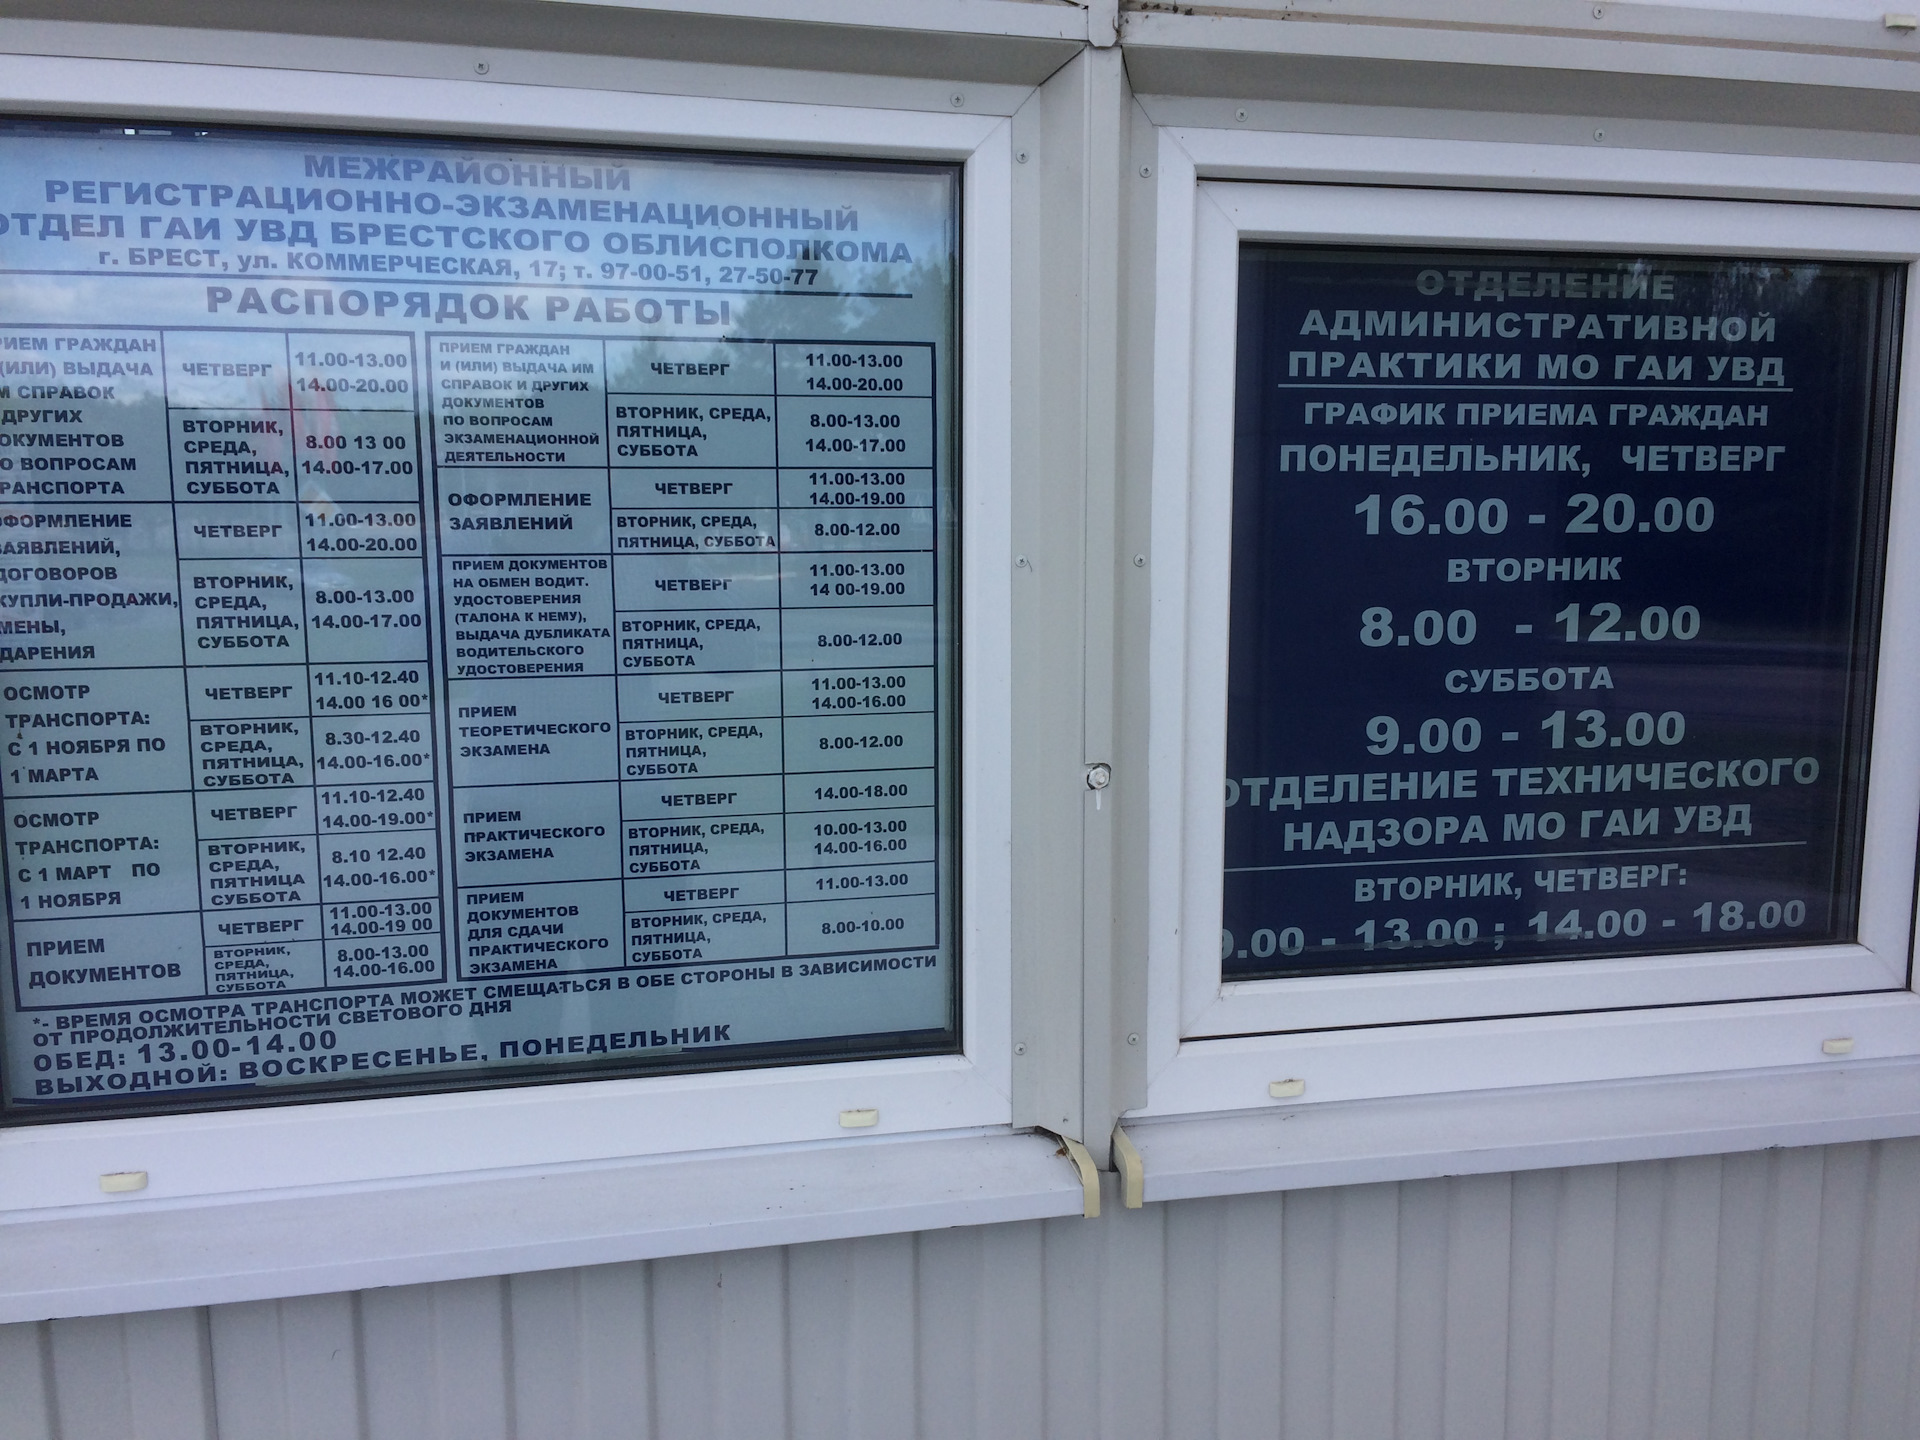 МЕЖРАЙОННЫЙ
РЕГИСТРАЦИОННО-ЭКЗАМЕНАЦИОННЫЙ
ОТДЕЛ ГАИ УВД БРЕСТСКОГО ОБЛИСПОЛКОМА
г. БРЕСТ, ул. КОММЕРЧЕСКАЯ, 17; т. 97-00-51, 27-50-77
РАСПОРЯДОК РАБОТЫ
РИЕМ ГРАЖДАН
(ИЛИ) ВЫДАЧА
М СПРАВОК
ДРУГИХ
ОКУМЕНТОВ
О ВОПРОСАМ
РАНСПОРТА
ЧЕТВЕРГ
11.00-13.00
14.00-20.00
ВТОРНИК,
СРЕДА,
ПЯТНИЦА,
СУББОТА
8.00 13 00
14.00-17.00
ОФОРМЛЕНИЕ
ЗАЯВЛЕНИЙ,
ДОГОВОРОВ
КУПЛИ-ПРОДАЖИ,
МЕНЫ,
ДАРЕНИЯ
ЧЕТВЕРГ
11.00-13.00
14.00-20.00
ВТОРНИК,
СРЕДА,
ПЯТНИЦА,
СУББОТА
8.00-13.00
14.00-17.00
ОСМОТР
ТРАНСПОРТА:
С 1 НОЯБРЯ ПО
1 МАРТА
ЧЕТВЕРГ
11.10-12.40
14.00 16 00*
ВТОРНИК,
СРЕДА,
ПЯТНИЦА,
СУББОТА
8.30-12.40
14.00-16.00*
ОСМОТР
ТРАНСПОРТА:
С 1 МАРТ ПО
1 НОЯБРЯ
ЧЕТВЕРГ
11.10-12.40
14.00-19.00*
ВТОРНИК,
СРЕДА,
ПЯТНИЦА
СУББОТА
8.10 12.40
14.00-16.00*
ПРИЕМ
ДОКУМЕНТОВ
ЧЕТВЕРГ
11.00-13.00
14.00-19 00
ВТОРНИК,
СРЕДА,
ПЯТНИЦА,
СУББОТА
8.00-13.00
14.00-16.00
ПРИЕМ ГРАЖДАН
И (ИЛИ) ВЫДАЧА ИМ
СПРАВОК И ДРУГИХ
ДОКУМЕНТОВ
ПО ВОПРОСАМ
ЭКЗАМЕНАЦИОННОЙ
ДЕЯТЕЛЬНОСТИ
ЧЕТВЕРГ
11.00-13.00
14.00-20.00
ВТОРНИК, СРЕДА,
ПЯТНИЦА,
СУББОТА
8.00-13.00
14.00-17.00
ОФОРМЛЕНИЕ
ЗАЯВЛЕНИЙ
ЧЕТВЕРГ
11.00-13.00
14.00-19.00
ВТОРНИК, СРЕДА,
ПЯТНИЦА, СУББОТА
8.00-12.00
ПРИЕМ ДОКУМЕНТОВ
НА ОБМЕН ВОДИТ.
УДОСТОВЕРЕНИЯ
(ТАЛОНА К НЕМУ),
ВЫДАЧА ДУБЛИКАТА
ВОДИТЕЛЬСКОГО
УДОСТОВЕРЕНИЯ
ЧЕТВЕРГ
11.00-13.00
14 00-19.00
ВТОРНИК, СРЕДА,
ПЯТНИЦА,
СУББОТА
8.00-12.00
ПРИЕМ
ТЕОРЕТИЧЕСКОГО
ЭКЗАМЕНА
ЧЕТВЕРГ
11.00-13.00
14.00-16.00
ВТОРНИК, СРЕДА,
ПЯТНИЦА,
СУББОТА
8.00-12.00
ПРИЕМ
ПРАКТИЧЕСКОГО
ЭКЗАМЕНА
ЧЕТВЕРГ
14.00-18.00
ВТОРНИК, СРЕДА,
ПЯТНИЦА,
СУББОТА
10.00-13.00
14.00-16.00
ПРИЕМ
ДОКУМЕНТОВ
ДЛЯ СДАЧИ
ПРАКТИЧЕСКОГО
ЭКЗАМЕНА
ЧЕТВЕРГ
11.00-13.00
ВТОРНИК, СРЕДА,
ПЯТНИЦА,
СУББОТА
8.00-10.00
*- ВРЕМЯ ОСМОТРА ТРАНСПОРТА МОЖЕТ СМЕЩАТЬСЯ В ОБЕ СТОРОНЫ В ЗАВИСИМОСТИ
ОТ ПРОДОЛЖИТЕЛЬНОСТИ СВЕТОВОГО ДНЯ
ОБЕД: 13.00-14.00
ВЫХОДНОЙ: ВОСКРЕСЕНЬЕ, ПОНЕДЕЛЬНИК
ОТДЕЛЕНИЕ
АДМИНИСТРАТИВНОЙ
ПРАКТИКИ МО ГАИ УВД
ГРАФИК ПРИЕМА ГРАЖДАН
ПОНЕДЕЛЬНИК, ЧЕТВЕРГ
16.00 - 20.00
ВТОРНИК
8.00 - 12.00
СУББОТА
9.00 - 13.00
ОТДЕЛЕНИЕ ТЕХНИЧЕСКОГО
НАДЗОРА МО ГАИ УВД
ВТОРНИК, ЧЕТВЕРГ:
9.00 - 13.00 ; 14.00 - 18.00